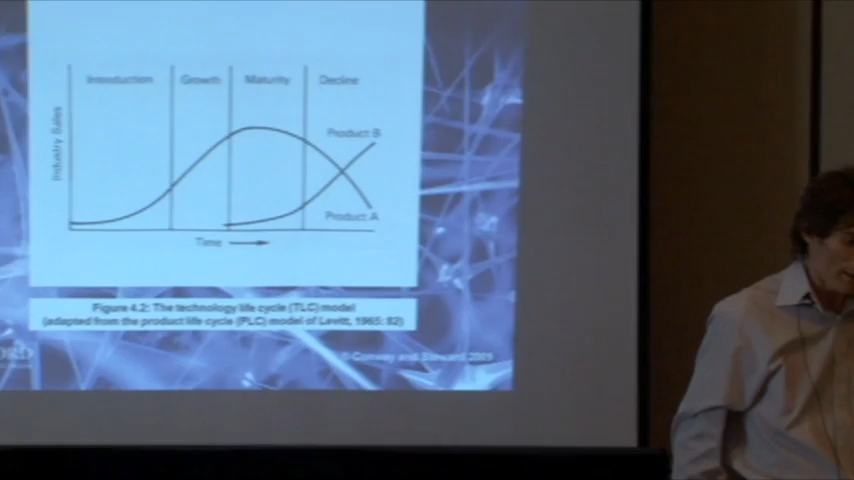 Introduction Growth Maturity Decline
Industry Sales
Product B
Product A
Time
Figure 4.2: The technology life cycle (TLC) model
(adapted from the product life cycle (PLC) model of Levitt, 1965: 82)
© Conway and Steward 2009